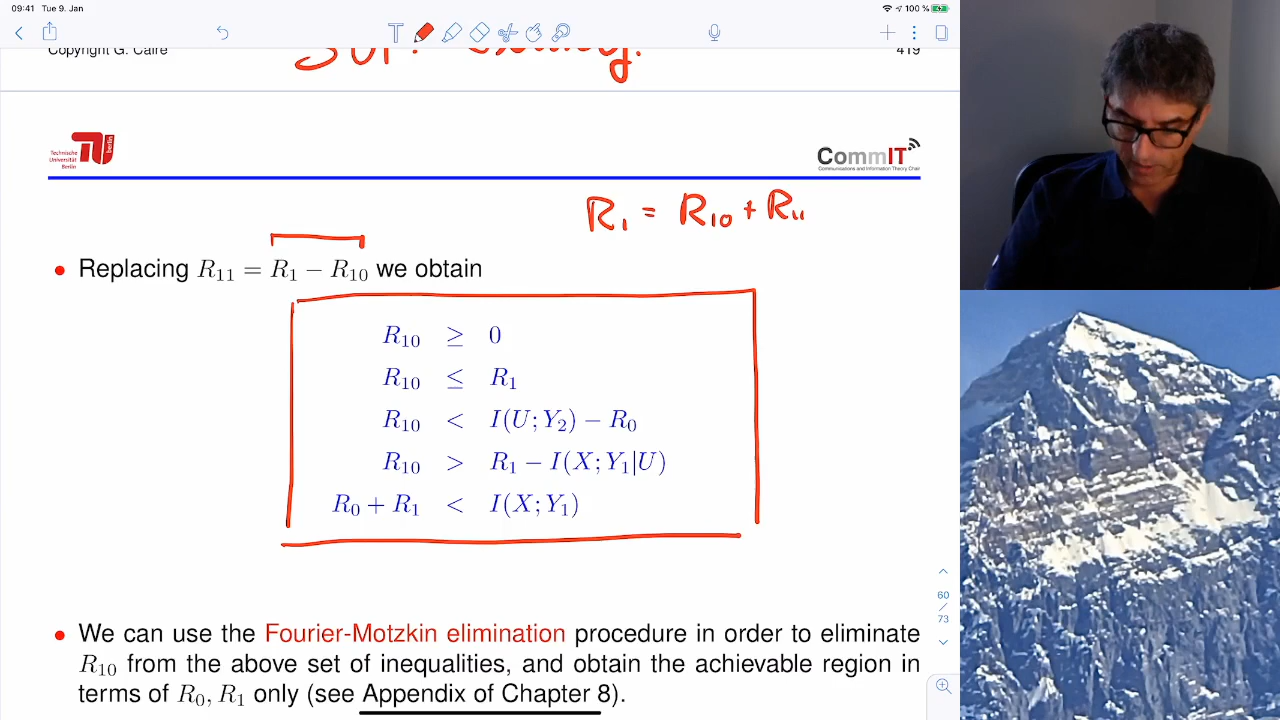 09:41 Tue 9. Jan
100 %
Copyright G. Caire
419
Technische
Universität
Berlin
CommIT
Communications and Information Theory Chair
R₁ = R₁₀ + R₁₁
• Replacing R₁₁ = R₁ − R₁₀ we obtain
R₁₀ ≥ 0
R₁₀ ≤ R₁
R₁₀ < I(U; Y₂) − R₀
R₁₀ > R₁ − I(X; Y₁|U)
R₀ + R₁ < I(X; Y₁)
• We can use the Fourier-Motzkin elimination procedure in order to eliminate
R₁₀ from the above set of inequalities, and obtain the achievable region in
terms of R₀, R₁ only (see Appendix of Chapter 8).
60
/
73